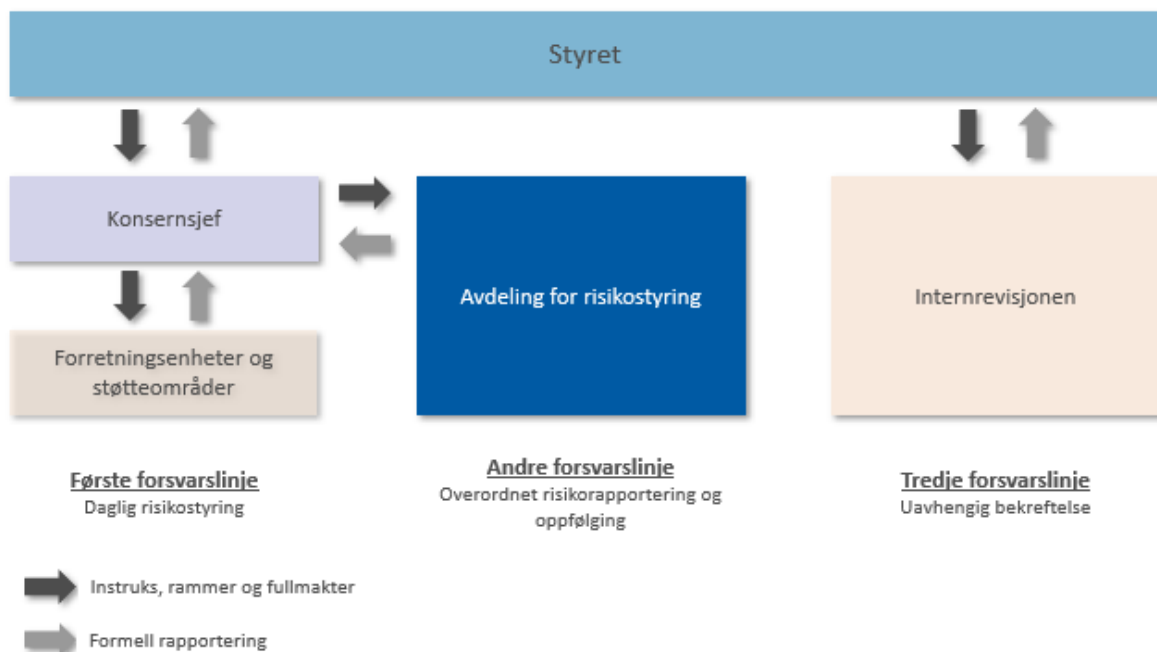 Styret
Konsernsjef
Forretningsenheter og
støtteområder
Avdeling for risikostyring
Internrevisjonen
Første forsvarslinje
Daglig risikostyring
Andre forsvarslinje
Overordnet risikorapportering og
oppfølging
Tredje forsvarslinje
Uavhengig bekreftelse
Instruks, rammer og fullmakter
Formell rapportering